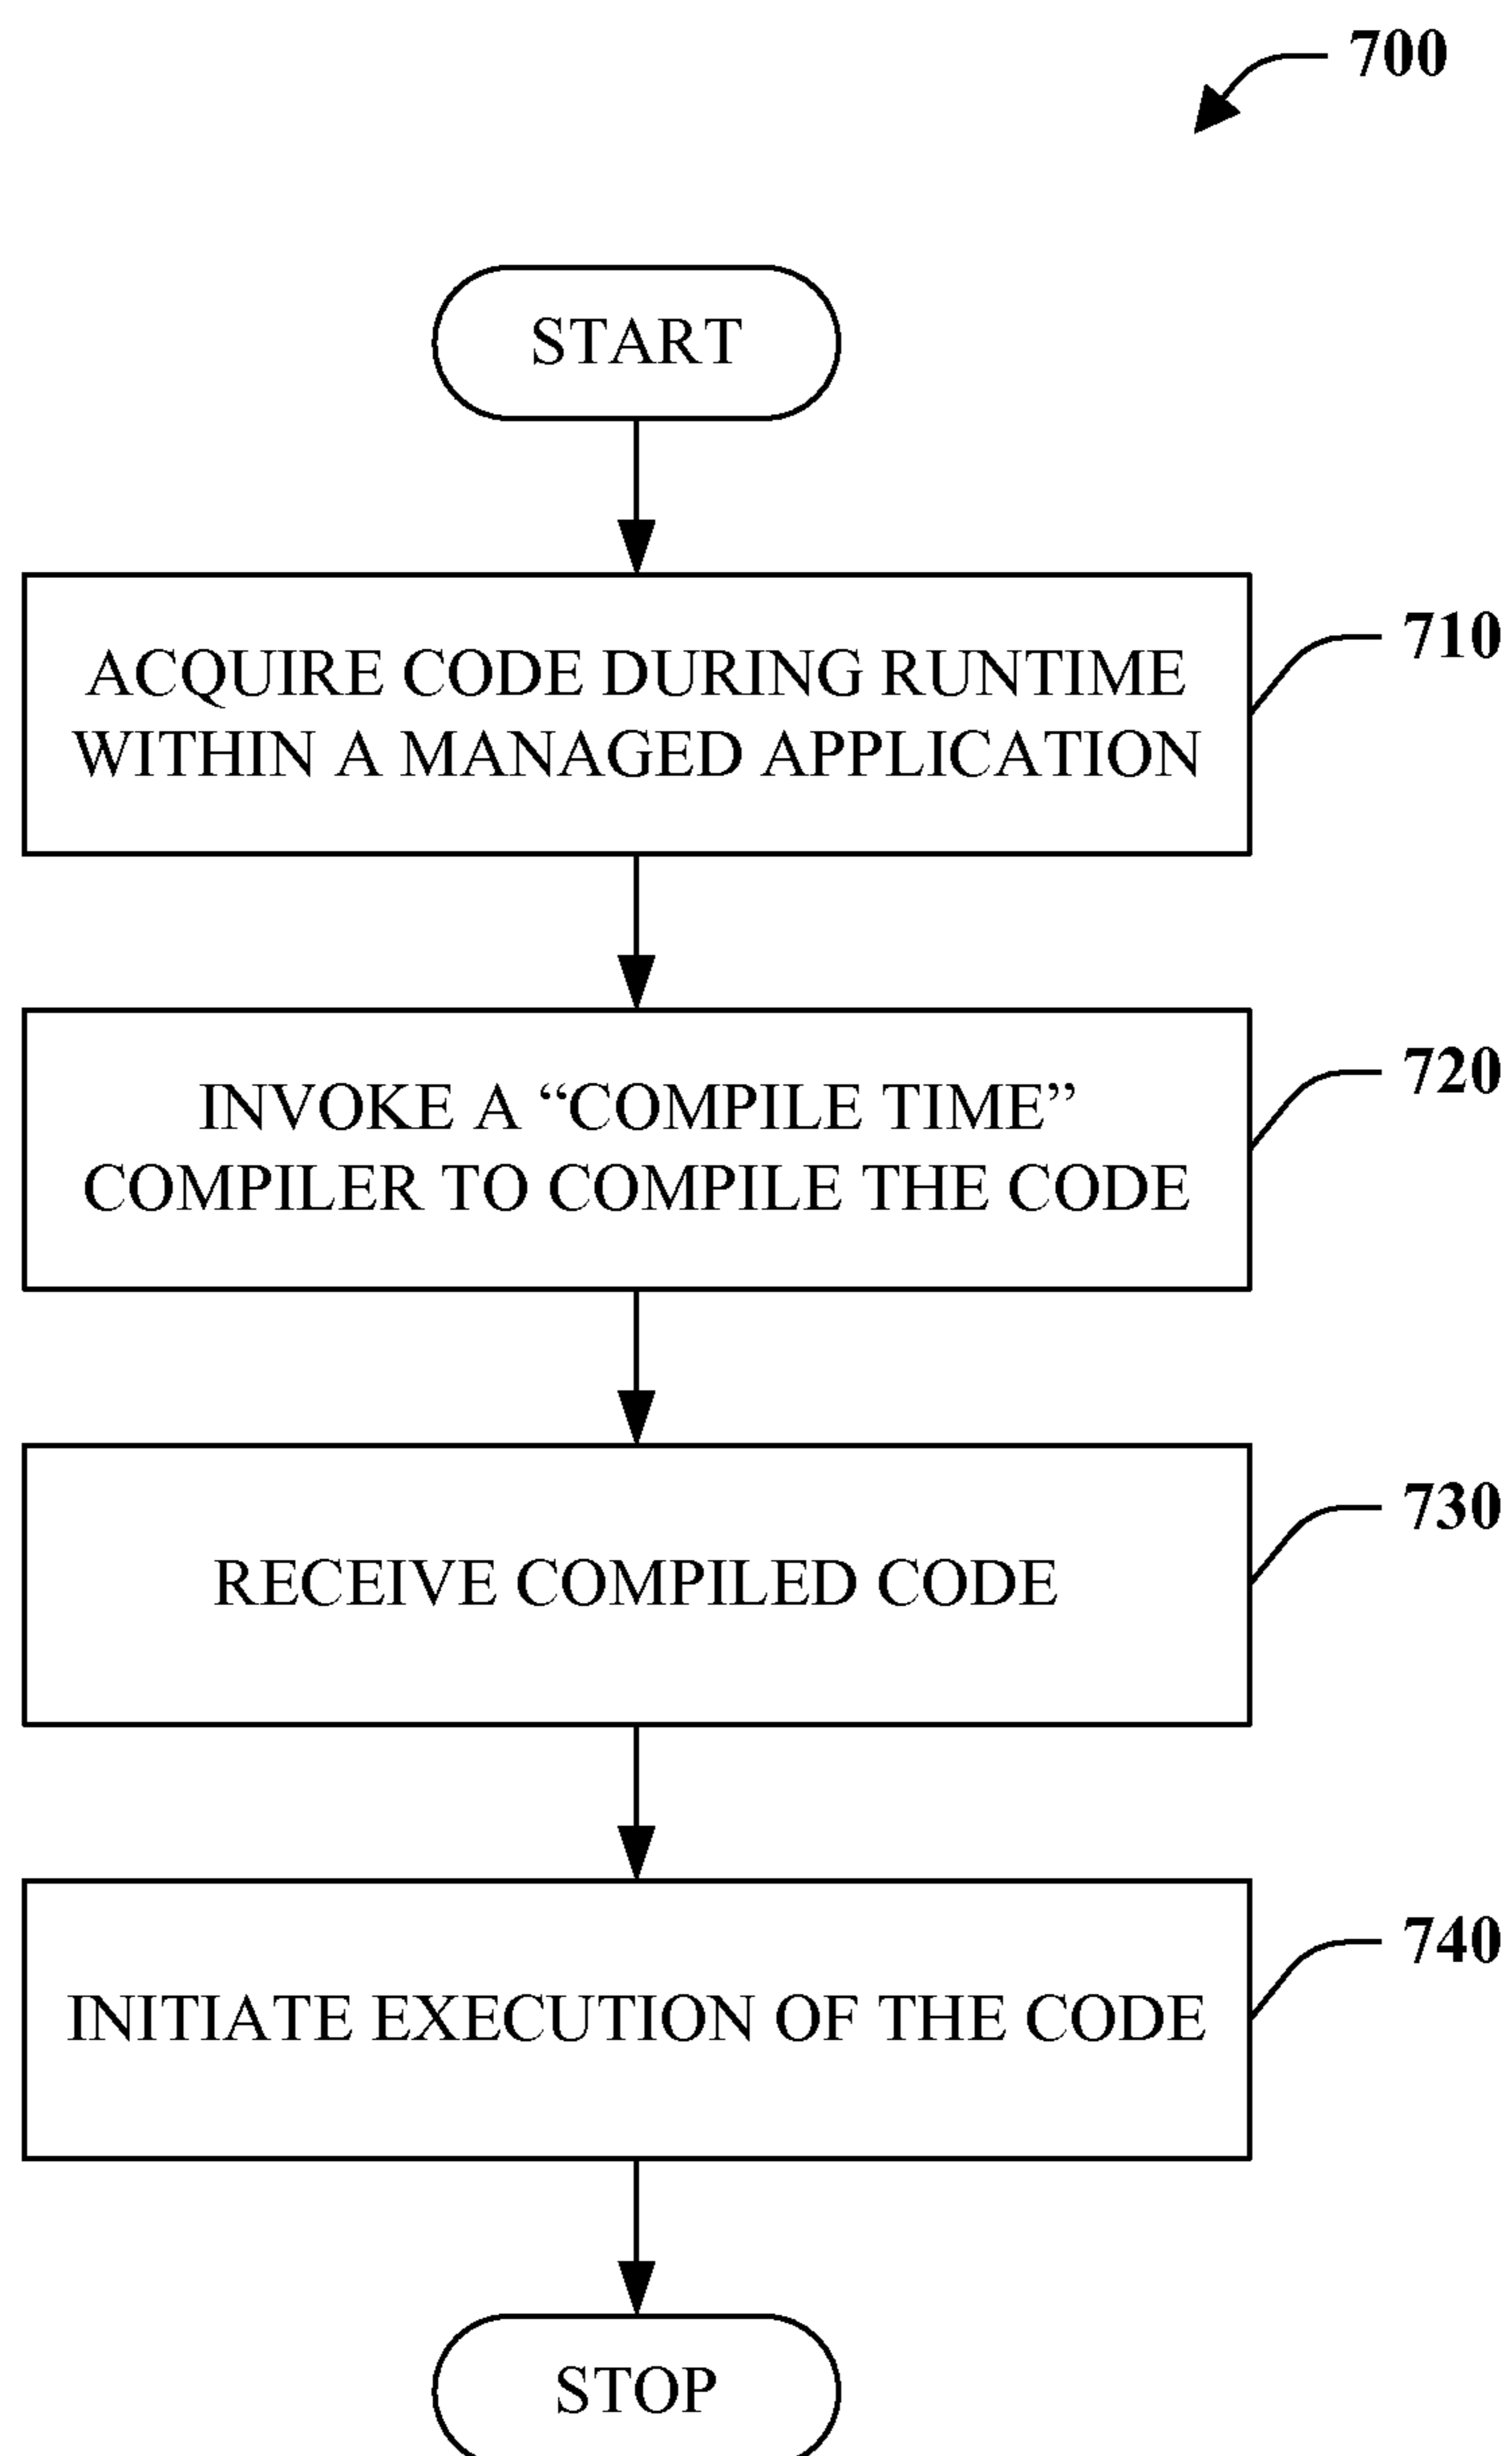 700
START
ACQUIRE CODE DURING RUNTIME
WITHIN A MANAGED APPLICATION
710
INVOKE A “COMPILE TIME”
COMPILER TO COMPILE THE CODE
720
RECEIVE COMPILED CODE
730
INITIATE EXECUTION OF THE CODE
740
STOP